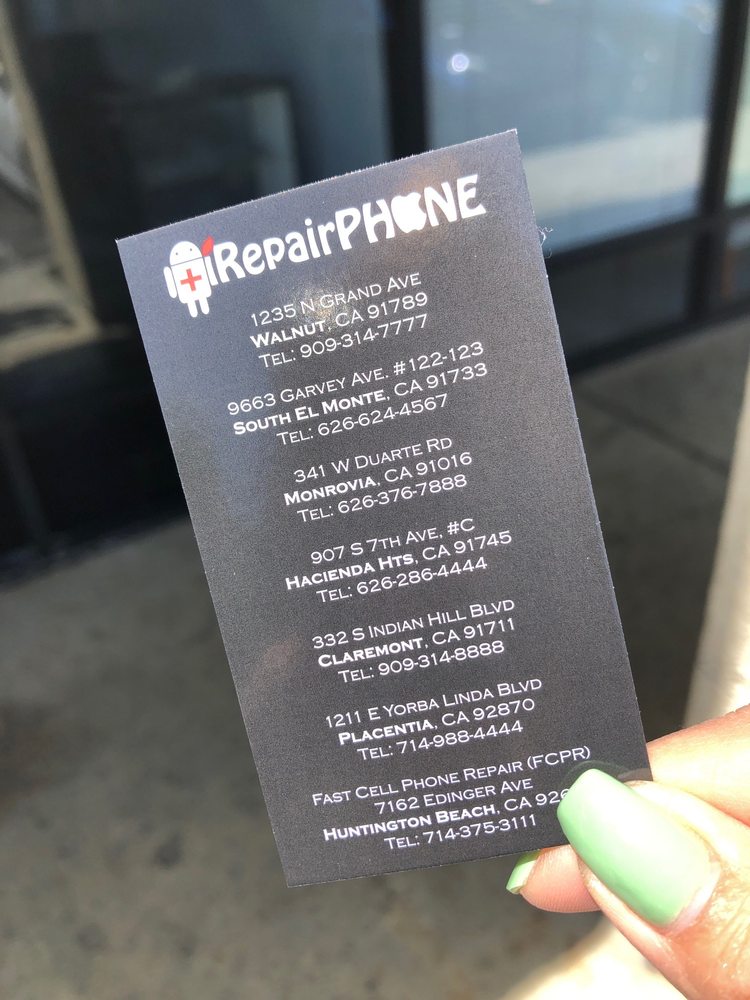 iRepairPHONE
1235 N Grand Ave
Walnut, CA 91789
Tel: 909-314-7777
9663 Garvey Ave. #122-123
South El Monte, CA 91733
Tel: 626-624-4567
341 W Duarte Rd
Monrovia, CA 91016
Tel: 626-376-7888
907 S 7th Ave, #C
Hacienda Hts, CA 91745
Tel: 626-286-4444
332 S Indian Hill Blvd
Claremont, CA 91711
Tel: 909-314-8888
1211 E Yorba Linda Blvd
Placentia, CA 92870
Tel: 714-988-4444
Fast Cell Phone Repair (FCPR)
7162 Edinger Ave
Huntington Beach, CA
Tel: 714-375-3111